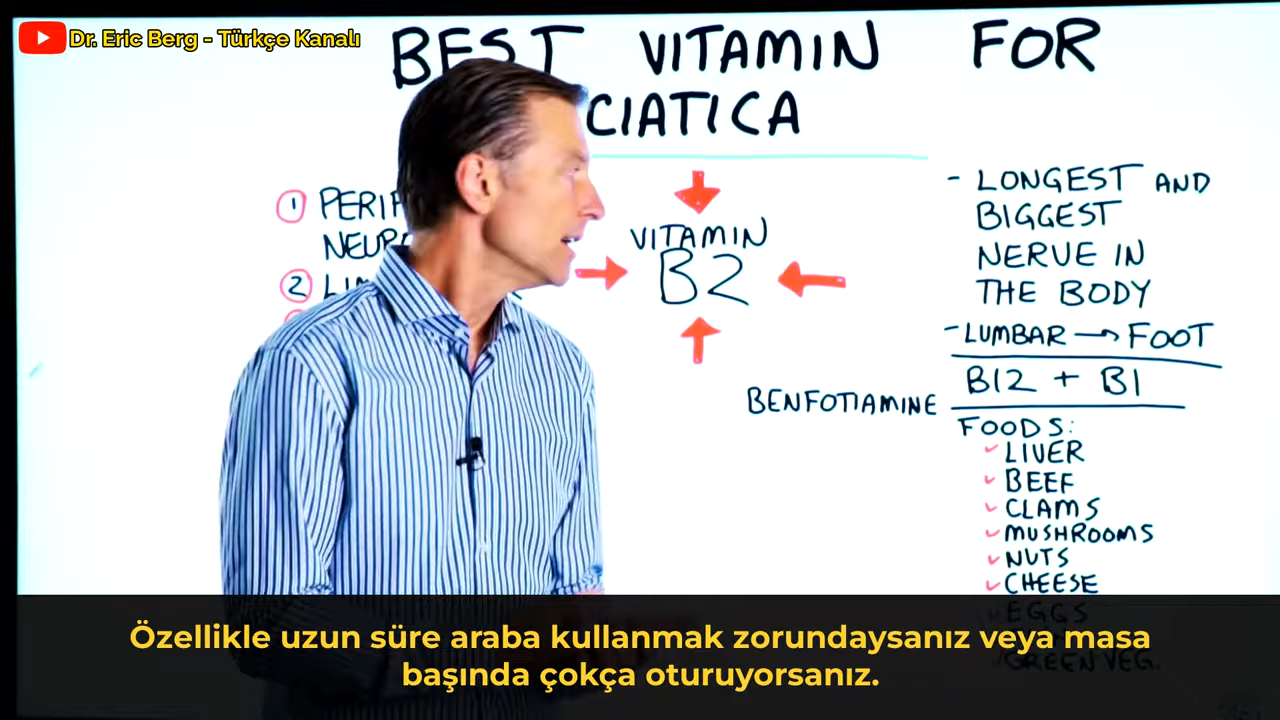 Dr. Eric Berg - Türkçe Kanalı
BEST VITAMIN FOR
CIATICA
1 PERIP
NEUR
2 LIM
VITAMIN
B2
- LONGEST AND
BIGGEST
NERVE IN
THE BODY
- LUMBAR → FOOT
B12 + B1
BENFOTIAMINE
FOODS:
✓ LIVER
✓ BEEF
✓ CLAMS
✓ MUSHROOMS
✓ NUTS
✓ CHEESE
EGGS
GREEN VEG.
Özellikle uzun süre araba kullanmak zorundaysanız veya masa
başında çokça oturuyorsanız.